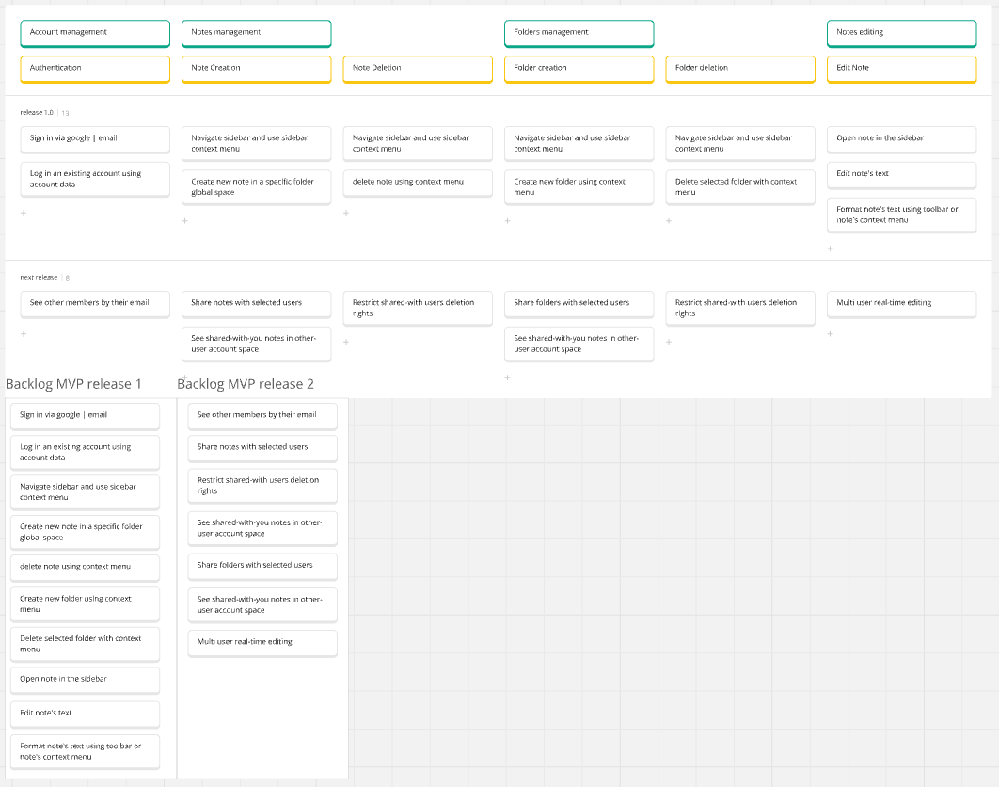 Account management
Notes management
Folders management
Notes editing
Authentication
Note Creation
Note Deletion
Folder creation
Folder deletion
Edit Note
release 1.0 | 13
Sign in via google | email
Navigate sidebar and use sidebar
context menu
Navigate sidebar and use sidebar
context menu
Navigate sidebar and use sidebar
context menu
Navigate sidebar and use sidebar
context menu
Open note in the sidebar
Log in an existing account using
account data
Create new note in a specific folder
global space
delete note using context menu
Create new folder using context
menu
Delete selected folder with context
menu
Edit note's text
Format note's text using toolbar or
note's context menu
next release | 8
See other members by their email
Share notes with selected users
Restrict shared-with users deletion
rights
Share folders with selected users
Restrict shared-with users deletion
rights
Multi user real-time editing
See shared-with-you notes in other-
user account space
See shared-with-you notes in other-
user account space
Backlog MVP release 1
Sign in via google | email
Log in an existing account using
account data
Navigate sidebar and use sidebar
context menu
Create new note in a specific folder
global space
delete note using context menu
Create new folder using context
menu
Delete selected folder with context
menu
Open note in the sidebar
Edit note's text
Format note's text using toolbar or
note's context menu
Backlog MVP release 2
See other members by their email
Share notes with selected users
Restrict shared-with users deletion
rights
See shared-with-you notes in other-
user account space
Share folders with selected users
See shared-with-you notes in other-
user account space
Multi user real-time editing